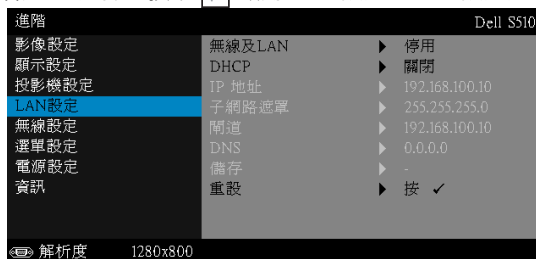 進階 Dell S510
影像設定 無線及LAN 停用
顯示設定 DHCP 關閉
投影機設定 IP 地址 192.168.100.10
LAN設定 子網路遮罩 255.255.255.0
無線設定 閘道 192.168.100.10
選單設定 DNS 0.0.0.0
電源設定 儲存 -
資訊 重設 按 ✓
解析度 1280x800